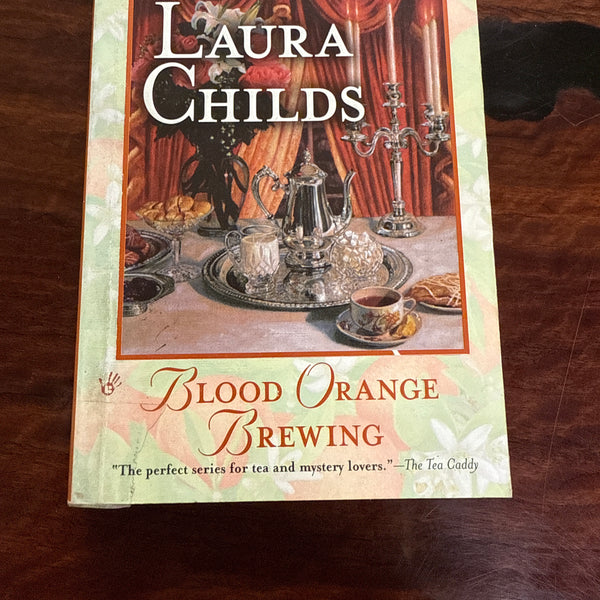 LAURA
CHILDS
BLOOD ORANGE
BREWING
"The perfect series for tea and mystery lovers."—The Tea Caddy